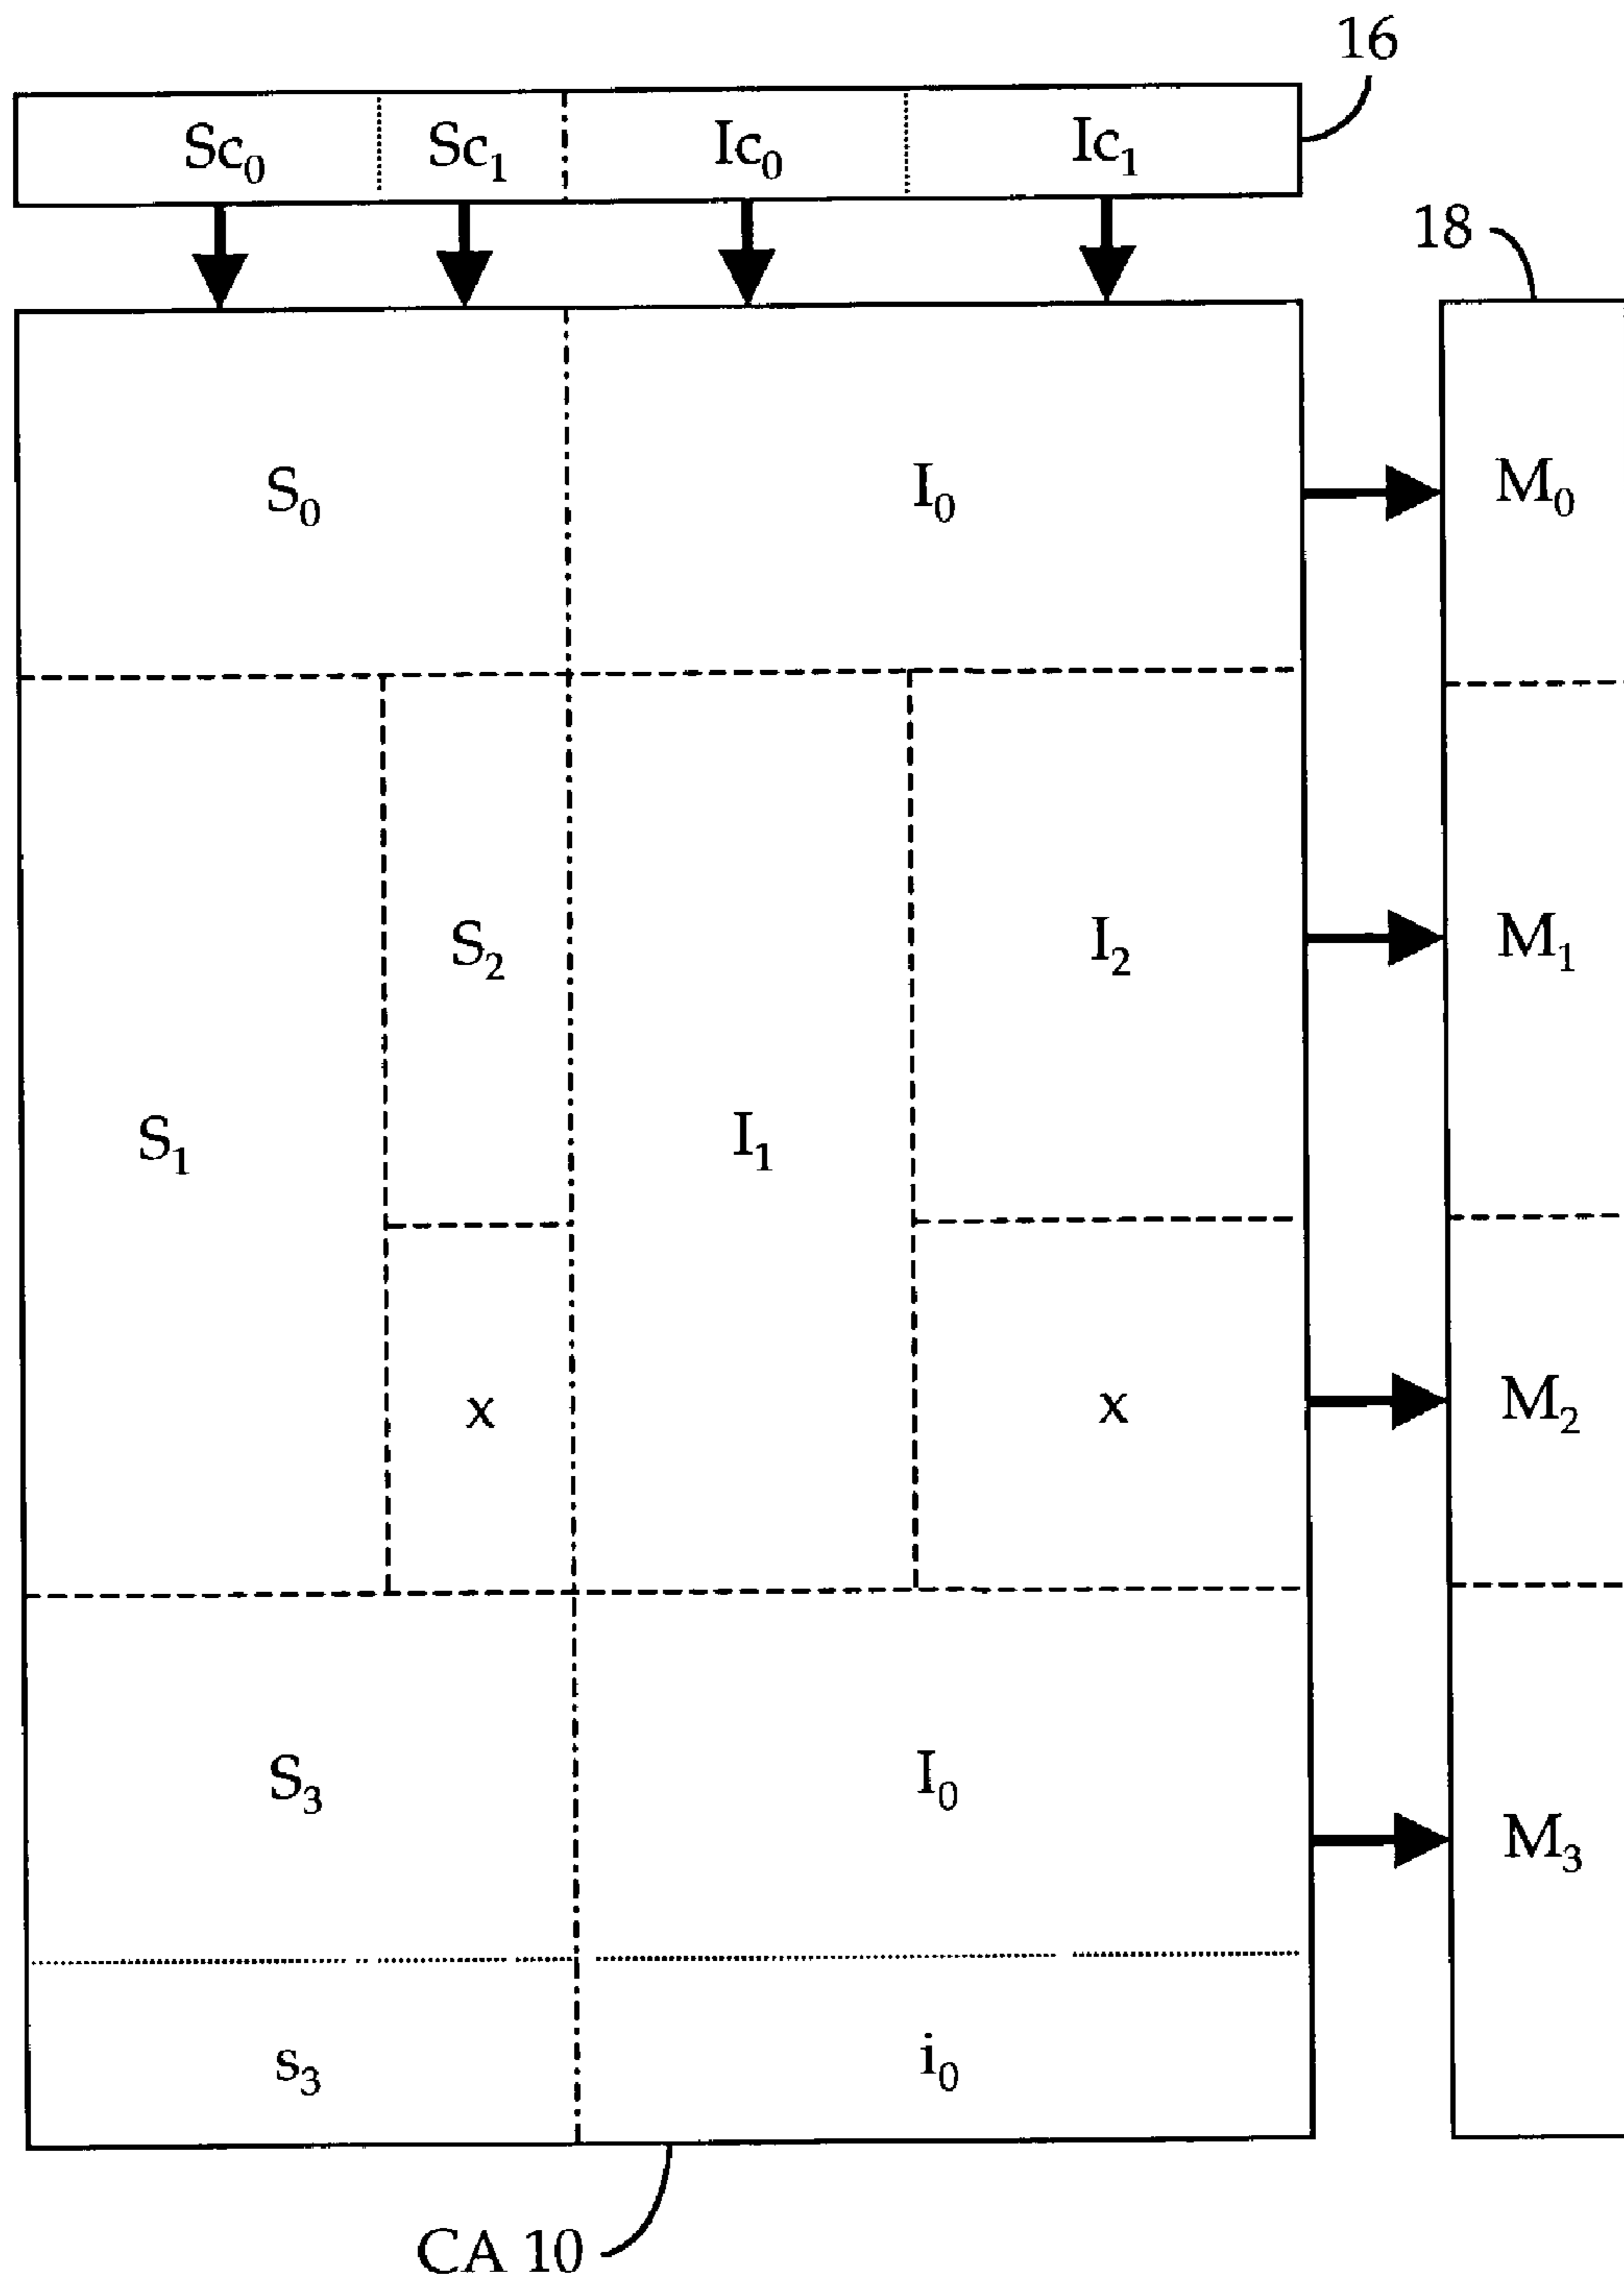 16
Sc₀ Sc₁ Ic₀ Ic₁
18
S₀ I₀ M₀
S₂ I₂ M₁
S₁ I₁
x x M₂
S₃ I₀ M₃
s₃ i₀
CA 10